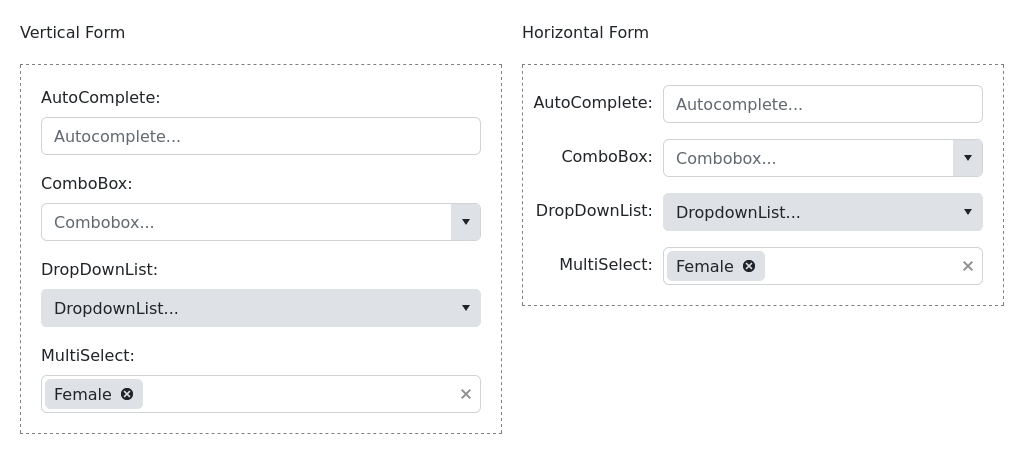 Vertical Form
AutoComplete:
Autocomplete...
ComboBox:
Combobox...
DropDownList:
DropdownList...
MultiSelect:
Female
Horizontal Form
AutoComplete: Autocomplete...
ComboBox: Combobox...
DropDownList: DropdownList...
MultiSelect: Female